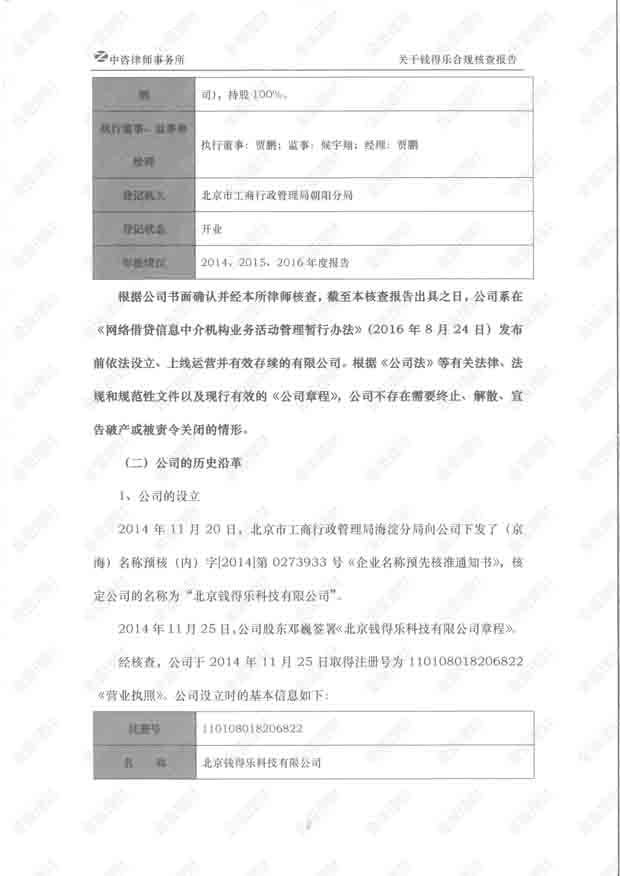 中咨律师事务所 关于钱得乐合规核查报告
司），持股 100%。
执行董事、监事和
经理
执行董事：贾鹏；监事：候宇翔；经理：贾鹏
登记机关 北京市工商行政管理局朝阳分局
登记状态 开业
年报情况 2014、2015、2016 年度报告
根据公司书面确认并经本所律师核查，截至本核查报告出具之日，公司系在
《网络借贷信息中介机构业务活动管理暂行办法》（2016 年 8 月 24 日）发布
前依法设立、上线运营并有效存续的有限公司。根据《公司法》等有关法律、法
规和规范性文件以及现行有效的《公司章程》，公司不存在需要终止、解散、宣
告破产或被责令关闭的情形。
（二）公司的历史沿革
1、公司的设立
2014 年 11 月 20 日，北京市工商行政管理局海淀分局向公司下发了（京
海）名称预核（内）字[2014]第 0273933 号《企业名称预先核准通知书》，核
定公司的名称为“北京钱得乐科技有限公司”。
2014 年 11 月 25 日，公司股东邓巍签署《北京钱得乐科技有限公司章程》。
经核查，公司于 2014 年 11 月 25 日取得注册号为 110108018206822
《营业执照》。公司设立时的基本信息如下：
注册号 110108018206822
名 称 北京钱得乐科技有限公司